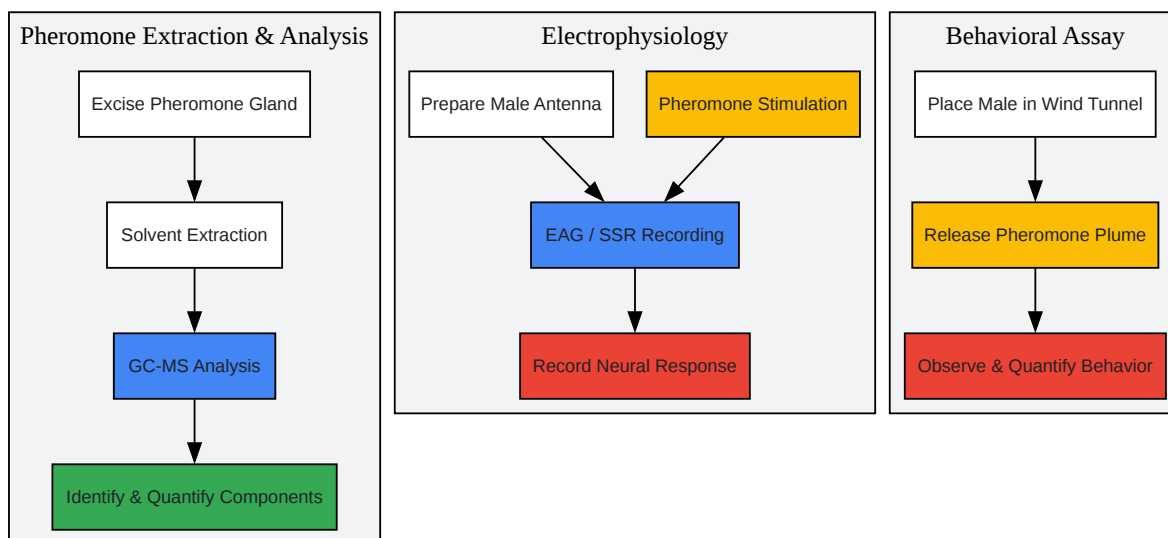 Pheromone Extraction & Analysis
Excise Pheromone Gland
Solvent Extraction
GC-MS Analysis
Identify & Quantify Components
Electrophysiology
Prepare Male Antenna
Pheromone Stimulation
EAG / SSR Recording
Record Neural Response
Behavioral Assay
Place Male in Wind Tunnel
Release Pheromone Plume
Observe & Quantify Behavior